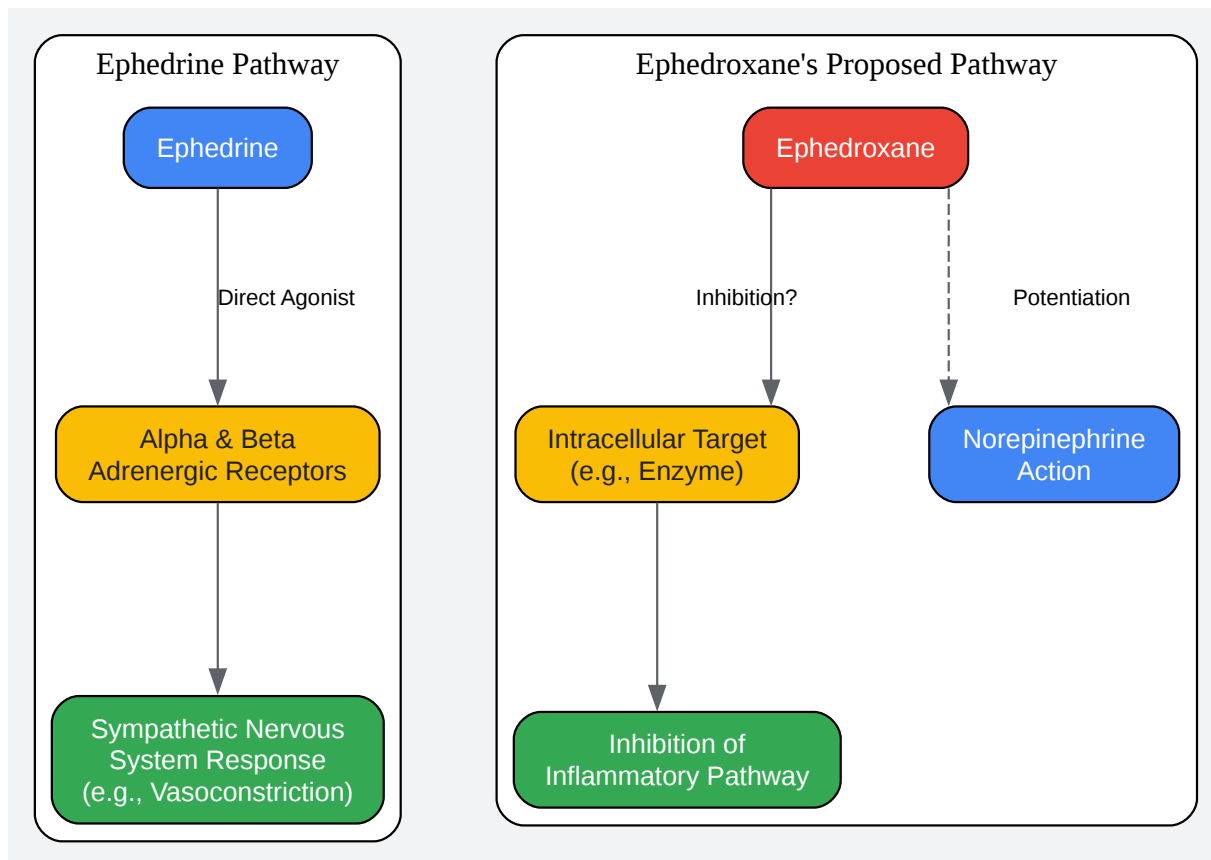 Ephedrine Pathway
Ephedrine
Direct Agonist
Alpha & Beta
Adrenergic Receptors
Sympathetic Nervous
System Response
(e.g., Vasoconstriction)
Ephedroxane's Proposed Pathway
Ephedroxane
Inhibition?
Potentiation
Intracellular Target
(e.g., Enzyme)
Norepinephrine
Action
Inhibition of
Inflammatory Pathway